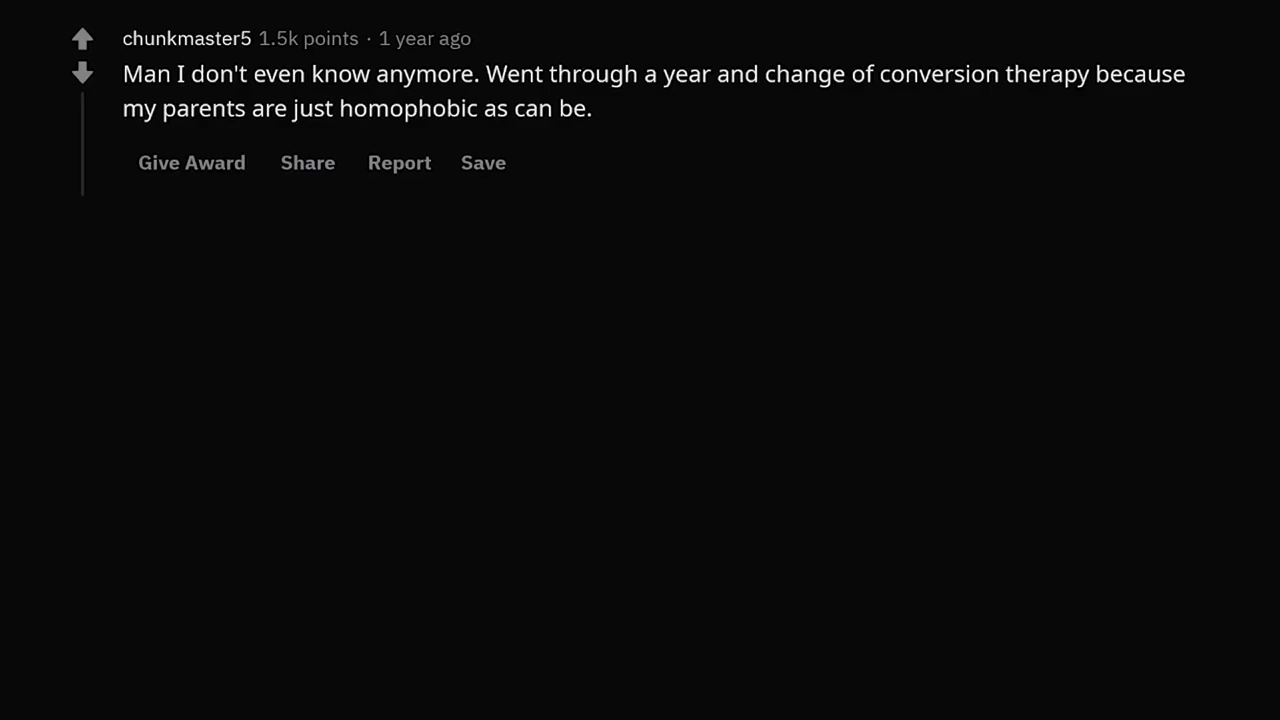 chunkmaster5 1.5k points · 1 year ago
Man I don't even know anymore. Went through a year and change of conversion therapy because
my parents are just homophobic as can be.
Give Award Share Report Save